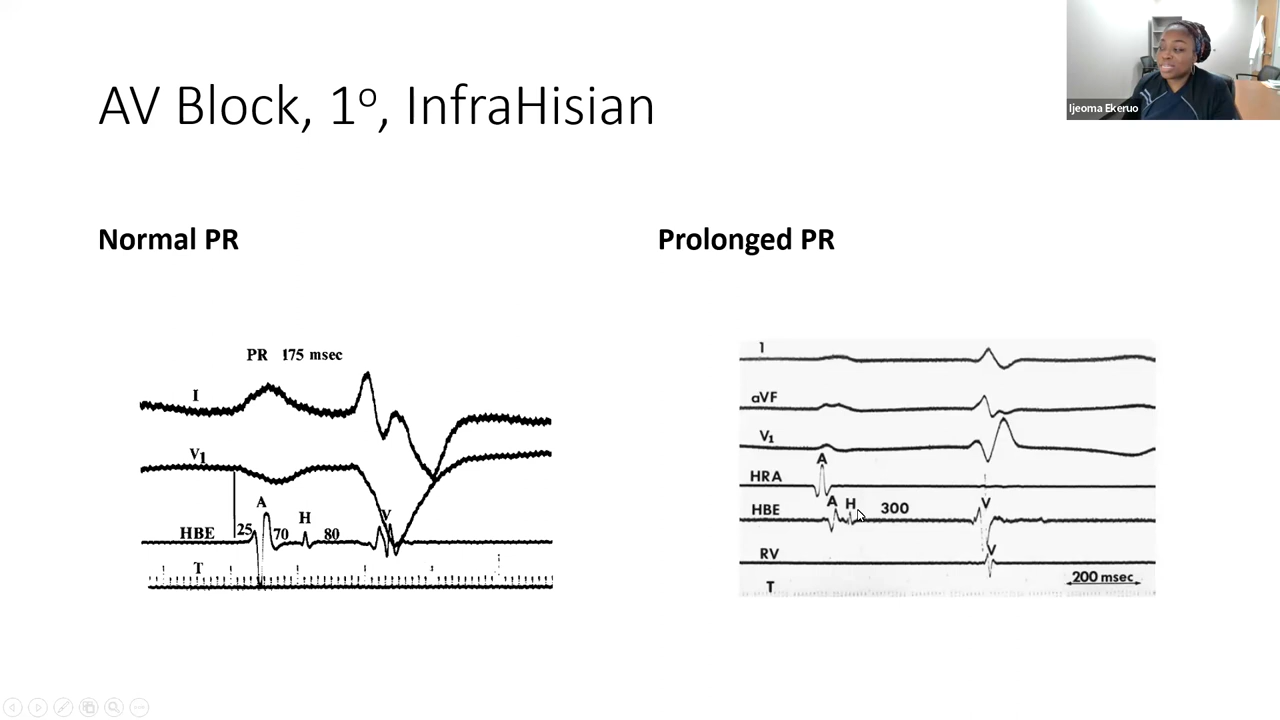 AV Block, 1º, InfraHisian
Ijeoma Ekeruo
Normal PR
PR 175 msec
I
V1
A
H
V
HBE 25 70 80
T
Prolonged PR
1
aVF
V1
A
HRA
A H V
HBE 300
RV V
200 msec
T